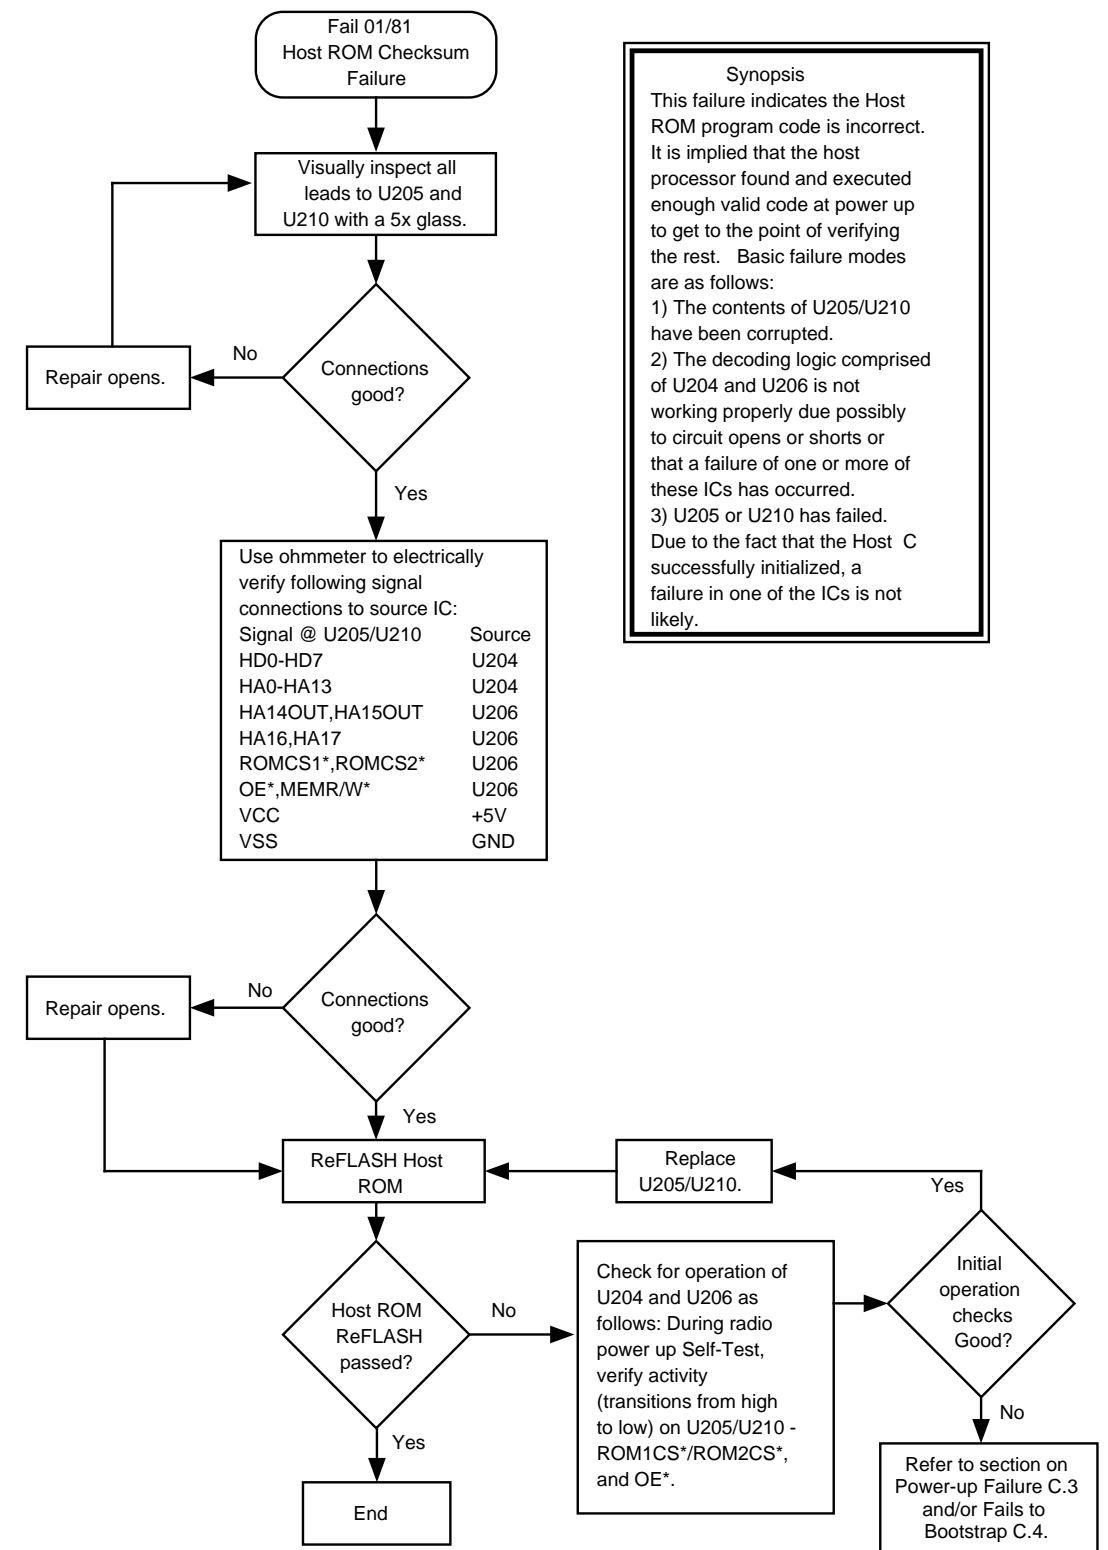 Fail 01/81
Host ROM Checksum
Failure
Synopsis
This failure indicates the Host
ROM program code is incorrect.
It is implied that the host
processor found and executed
enough valid code at power up
to get to the point of verifying
the rest. Basic failure modes
are as follows:
1) The contents of U205/U210
have been corrupted.
2) The decoding logic comprised
of U204 and U206 is not
working properly due possibly
to circuit opens or shorts or
that a failure of one or more of
these ICs has occurred.
3) U205 or U210 has failed.
Due to the fact that the Host C
successfully initialized, a
failure in one of the ICs is not
likely.
Visually inspect all
leads to U205 and
U210 with a 5x glass.
Connections
good?
No
Repair opens.
Yes
Use ohmmeter to electrically
verify following signal
connections to source IC:
Signal @ U205/U210 Source
HD0-HD7 U204
HA0-HA13 U204
HA14OUT,HA15OUT U206
HA16,HA17 U206
ROMCS1*,ROMCS2* U206
OE*,MEMR/W* U206
VCC +5V
VSS GND
Connections
good?
No
Repair opens.
Yes
ReFLASH Host
ROM
Replace
U205/U210.
Yes
Host ROM
ReFLASH
passed?
No
Check for operation of
U204 and U206 as
follows: During radio
power up Self-Test,
verify activity
(transitions from high
to low) on U205/U210 -
ROM1CS*/ROM2CS*,
and OE*.
Initial
operation
checks
Good?
No
Refer to section on
Power-up Failure C.3
and/or Fails to
Bootstrap C.4.
Yes
End